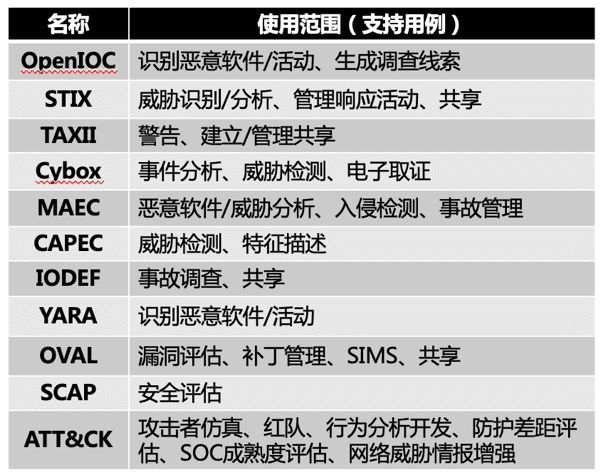 名称 使用范围（支持用例）
OpenIOC 识别恶意软件/活动、生成调查线索
STIX 威胁识别/分析、管理响应活动、共享
TAXII 警告、建立/管理共享
Cybox 事件分析、威胁检测、电子取证
MAEC 恶意软件/威胁分析、入侵检测、事故管理
CAPEC 威胁检测、特征描述
IODEF 事故调查、共享
YARA 识别恶意软件/活动
OVAL 漏洞评估、补丁管理、SIMS、共享
SCAP 安全评估
ATT&CK 攻击者仿真、红队、行为分析开发、防护差距评
估、SOC成熟度评估、网络威胁情报增强